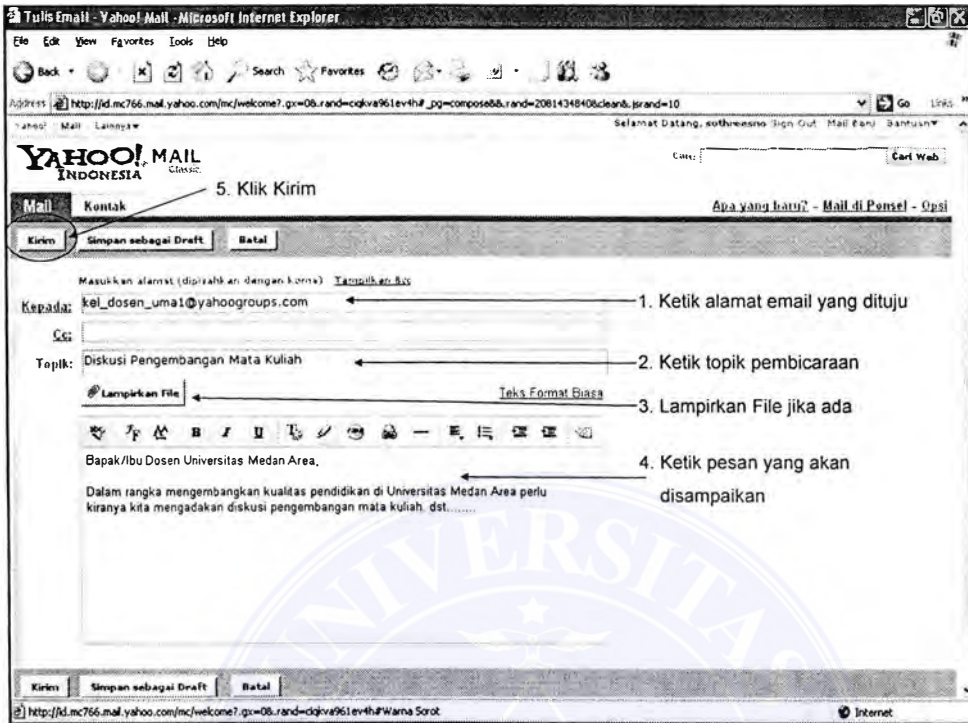 Tulis Email - Yahoo! Mail - Microsoft Internet Explorer
File Edit View Favorites Tools Help
Back Search Favorites
Address http://id.mc766.mail.yahoo.com/mc/welcome?.gx=0&.rand=ciqkva961ev4h#_pg=compose&&.rand=2081434840&clean&.jsrand=10 Go Links
Yahoo! Mail Lainnya Selamat Datang, Sign Out Mail Baru Bantuan
YAHOO! MAIL
INDONESIA Classic
Cari: Cari Web
5. Klik Kirim
Mail Kontak Apa yang baru? - Mail di Ponsel - Opsi
Kirim Simpan sebagai Draft Batal
Masukkan alamat (dipisahkan dengan koma) Tampilkan Bcc
Kepada: kel_dosen_uma1@yahoogroups.com 1. Ketik alamat email yang dituju
Cc:
Topik: Diskusi Pengembangan Mata Kuliah 2. Ketik topik pembicaraan
Lampirkan File Teks Format Biasa
3. Lampirkan File jika ada
B I U
Bapak/Ibu Dosen Universitas Medan Area, 4. Ketik pesan yang akan
disampaikan
Dalam rangka mengembangkan kualitas pendidikan di Universitas Medan Area perlu
kiranya kita mengadakan diskusi pengembangan mata kuliah. dst........
UNIVERSITAS
Kirim Simpan sebagai Draft Batal
http://id.mc766.mail.yahoo.com/mc/welcome?.gx=0&.rand=ciqkva961ev4h#Warna Sorot Internet